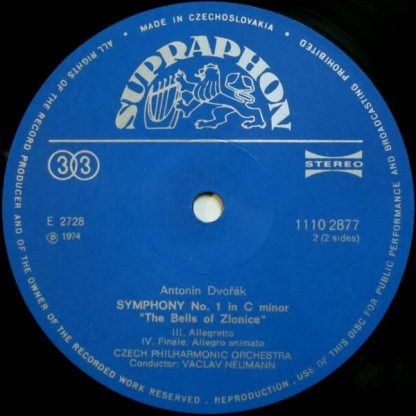 MADE IN CZECHOSLOVAKIA
ALL RIGHTS OF THE RECORD PRODUCER AND OF THE OWNER OF THE RECORDED WORK RESERVED . REPRODUCTION . USE OF THIS DISC FOR PUBLIC PERFORMANCE AND BROADCASTING PROHIBITED
SUPRAPHON
33
STEREO
E 2728
1110 2877
℗ 1974
2 (2 sides)
Antonín Dvořák
SYMPHONY No. 1 in C minor
"The Bells of Zlonice"
III. Allegretto
IV. Finale. Allegro animato
CZECH PHILHARMONIC ORCHESTRA
Conductor: VÁCLAV NEUMANN